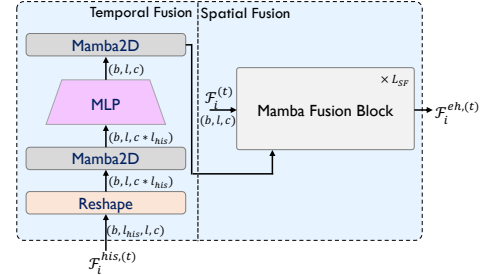 Temporal Fusion
Spatial Fusion
Mamba2D
(b, l, c)
MLP
(b, l, c * l_his)
Mamba2D
(b, l, c * l_his)
Reshape
(b, l_his, l, c)
ℱ_i^{his,(t)}
ℱ_i^{(t)}
(b, l, c)
× L_SF
Mamba Fusion Block
ℱ_i^{eh,(t)}